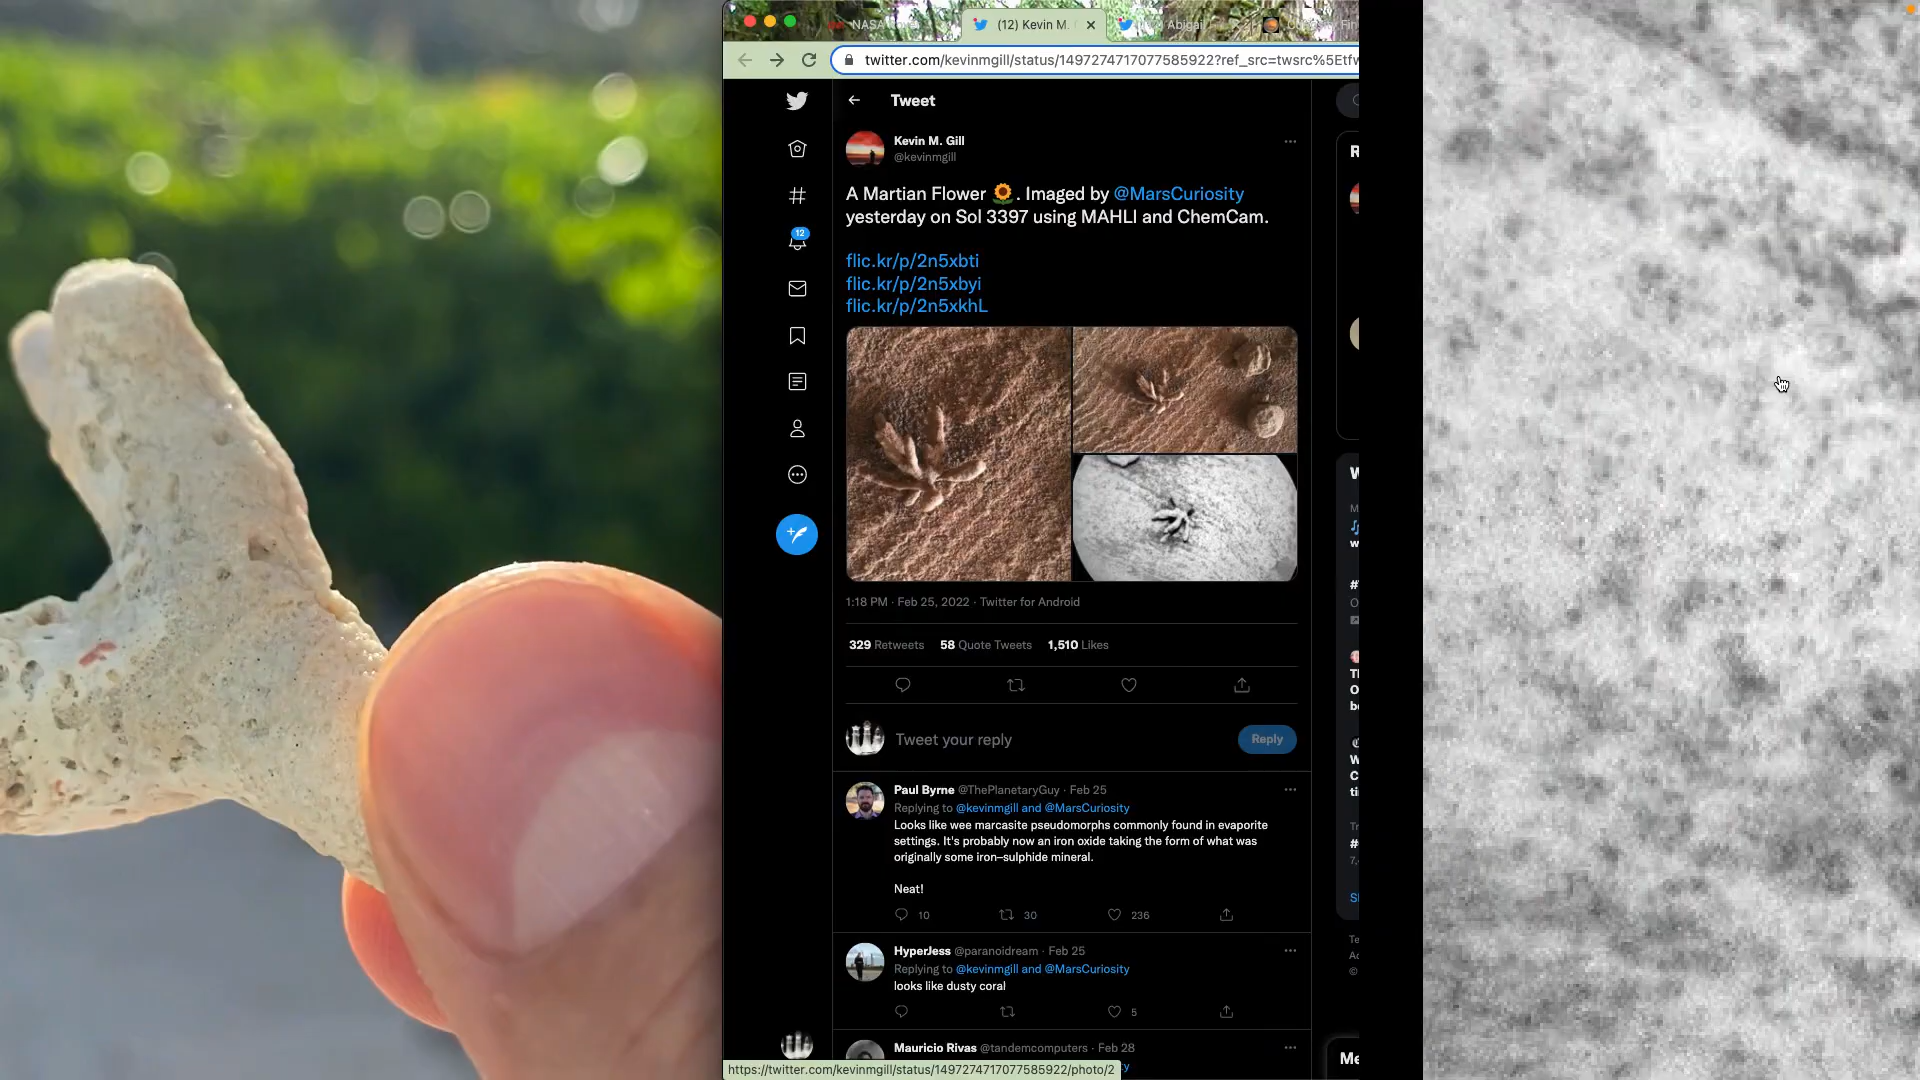 NASA
(12) Kevin M.
Abigail
twitter.com/kevinmgill/status/1497274717077585922?ref_src=twsrc%5Etfw
Tweet
Kevin M. Gill
@kevinmgill
A Martian Flower 🌻. Imaged by @MarsCuriosity
yesterday on Sol 3397 using MAHLI and ChemCam.
flic.kr/p/2n5xbti
flic.kr/p/2n5xbyi
flic.kr/p/2n5xkhL
12
1:18 PM · Feb 25, 2022 · Twitter for Android
329 Retweets 58 Quote Tweets 1,510 Likes
Tweet your reply
Reply
Paul Byrne @ThePlanetaryGuy · Feb 25
Replying to @kevinmgill and @MarsCuriosity
Looks like wee marcasite pseudomorphs commonly found in evaporite
settings. It's probably now an iron oxide taking the form of what was
originally some iron–sulphide mineral.
Neat!
10 30 236
HyperJess @paranoidream · Feb 25
Replying to @kevinmgill and @MarsCuriosity
looks like dusty coral
5
Mauricio Rivas @tandemcomputers · Feb 28
https://twitter.com/kevinmgill/status/1497274717077585922/photo/2